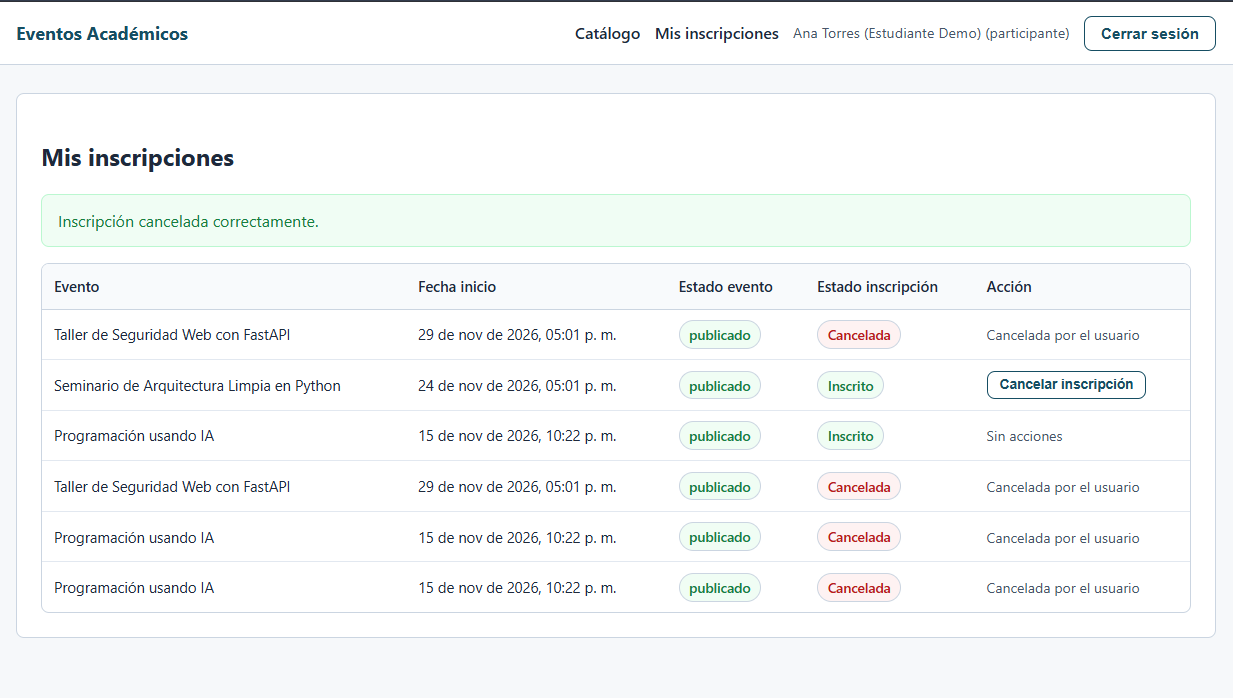 Eventos Académicos Catálogo Mis inscripciones Ana Torres (Estudiante Demo) (participante) Cerrar sesión
Mis inscripciones
Inscripción cancelada correctamente.
Evento Fecha inicio Estado evento Estado inscripción Acción
Taller de Seguridad Web con FastAPI 29 de nov de 2026, 05:01 p. m. publicado Cancelada Cancelada por el usuario
Seminario de Arquitectura Limpia en Python 24 de nov de 2026, 05:01 p. m. publicado Inscrito Cancelar inscripción
Programación usando IA 15 de nov de 2026, 10:22 p. m. publicado Inscrito Sin acciones
Taller de Seguridad Web con FastAPI 29 de nov de 2026, 05:01 p. m. publicado Cancelada Cancelada por el usuario
Programación usando IA 15 de nov de 2026, 10:22 p. m. publicado Cancelada Cancelada por el usuario
Programación usando IA 15 de nov de 2026, 10:22 p. m. publicado Cancelada Cancelada por el usuario